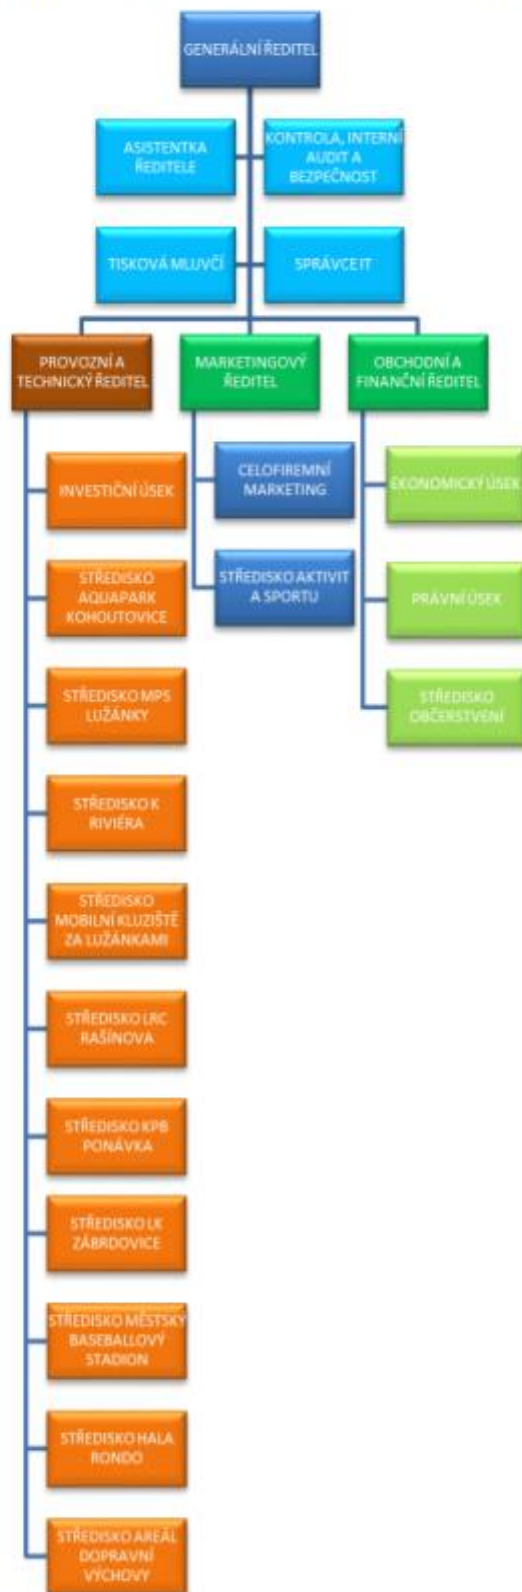 GENERÁLNÍ ŘEDITEL
ASISTENTKA
ŘEDITELE
KONTROLA, INTERNÍ
AUDIT A
BEZPEČNOST
TISKOVÁ MLUVČÍ
SPRÁVCE IT
PROVOZNÍ A
TECHNICKÝ ŘEDITEL
MARKETINGOVÝ
ŘEDITEL
OBCHODNÍ A
FINANČNÍ ŘEDITEL
INVESTIČNÍ ÚSEK
STŘEDISKO
AQUAPARK
KOHOUTOVICE
STŘEDISKO MPS
LUŽÁNKY
STŘEDISKO K
RIVIÉRA
STŘEDISKO
MOBILNÍ KLUZIŠTĚ
ZA LUŽÁNKAMI
STŘEDISKO LRC
RAŠÍNOVA
STŘEDISKO KPB
PONÁVKA
STŘEDISKO LK
ZÁBRDOVICE
STŘEDISKO MĚSTSKÝ
BASEBALLOVÝ
STADION
STŘEDISKO HALA
RONDO
STŘEDISKO AREÁL
DOPRAVNÍ
VÝCHOVY
CELOFIREMNÍ
MARKETING
STŘEDISKO AKTIVIT
A SPORTU
EKONOMICKÝ ÚSEK
PRÁVNÍ ÚSEK
STŘEDISKO
OBČERSTVENÍ